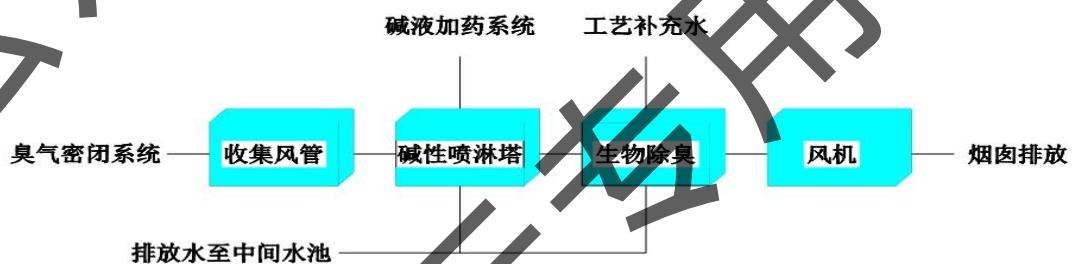 碱液加药系统 工艺补充水
臭气密闭系统 收集风管 碱性喷淋塔 生物除臭 风机 烟囱排放
排放水至中间水池
专用